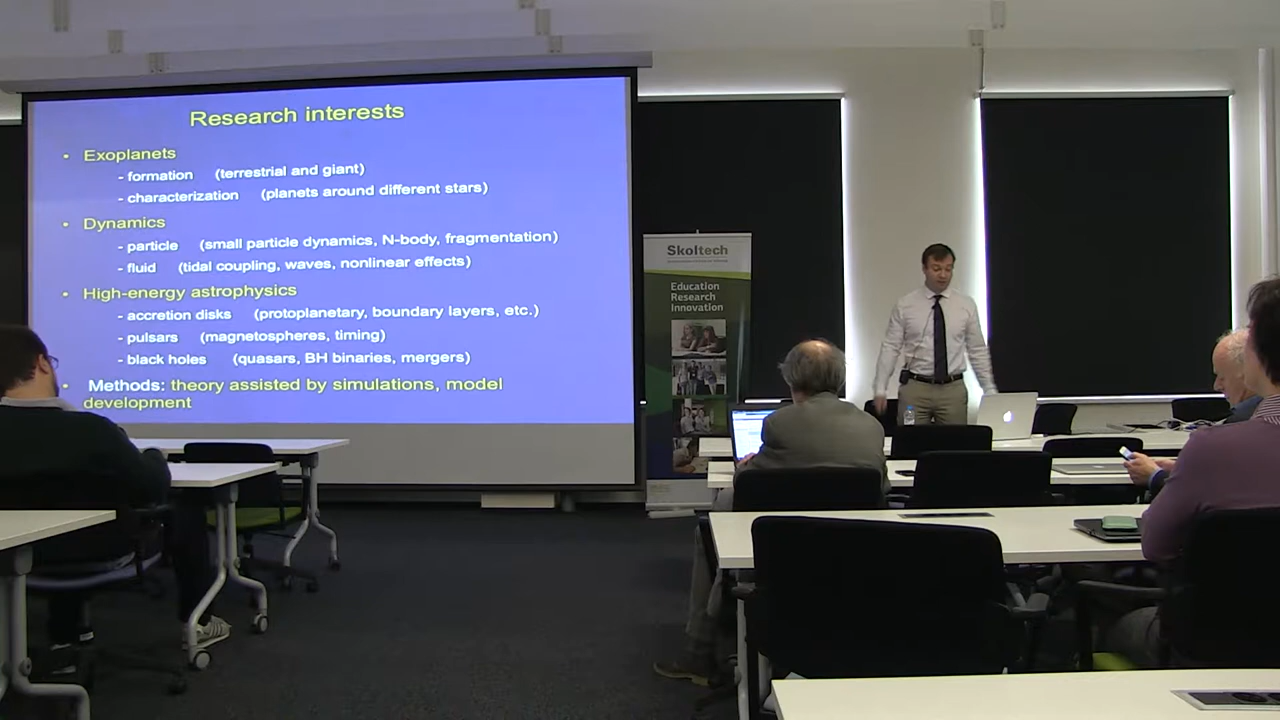 Research interests
• Exoplanets
- formation (terrestrial and giant)
- characterization (planets around different stars)
• Dynamics
- particle (small particle dynamics, N-body, fragmentation)
- fluid (tidal coupling, waves, nonlinear effects)
• High-energy astrophysics
- accretion disks (protoplanetary, boundary layers, etc.)
- pulsars (magnetospheres, timing)
- black holes (quasars, BH binaries, mergers)
• Methods: theory assisted by simulations, model
development
Skoltech
Education
Research
Innovation